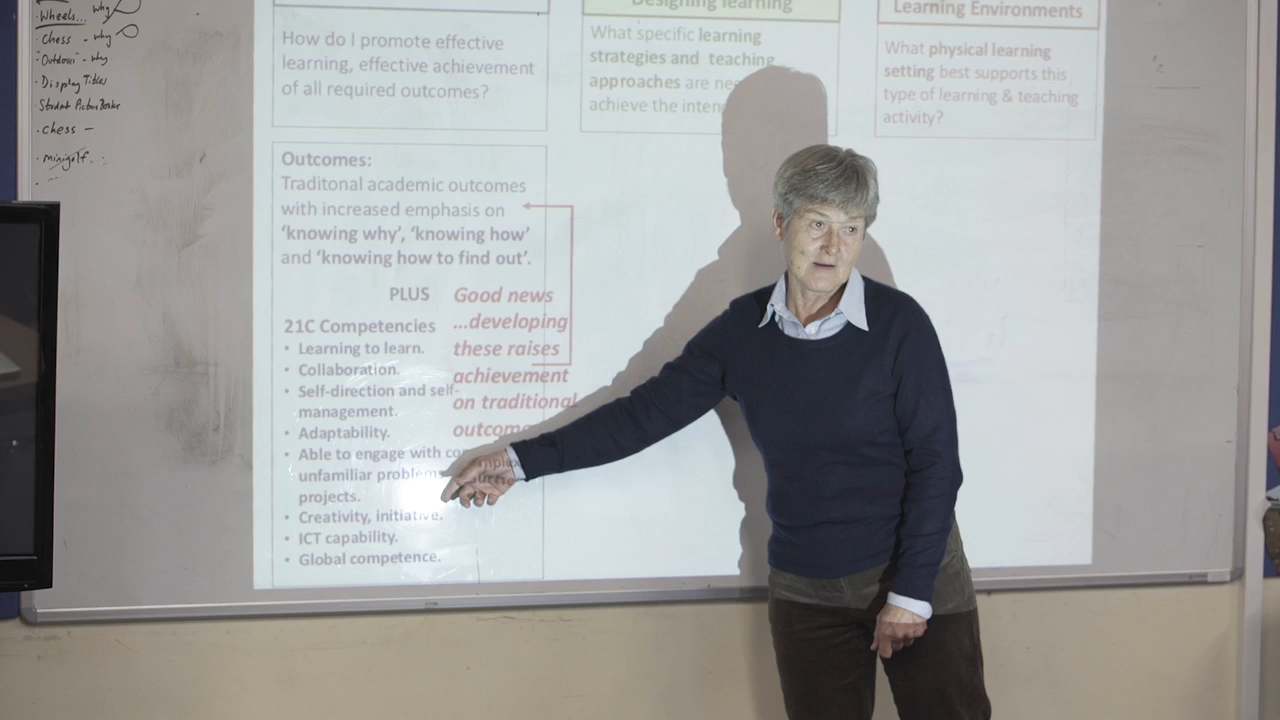 Wheels... why
· Chess - why
· "Outdoors" - why
· Display Titles
· Student Picture Books
· chess -
· minigolf.
Designing learning
Learning Environments
How do I promote effective
learning, effective achievement
of all required outcomes?
What specific learning
strategies and teaching
approaches are
achieve the
What physical learning
setting best supports this
type of learning & teaching
activity?
Outcomes:
Traditonal academic outcomes
with increased emphasis on
‘knowing why’, ‘knowing how’
and ‘knowing how to find out’.
PLUS
21C Competencies
• Learning to learn.
• Collaboration.
• Self-direction and self-
management.
• Adaptability.
• Able to engage with complex
unfamiliar problems
projects.
• Creativity, initiative.
• ICT capability.
• Global competence.
Good news
...developing
these raises
achievement
on traditional
outcome